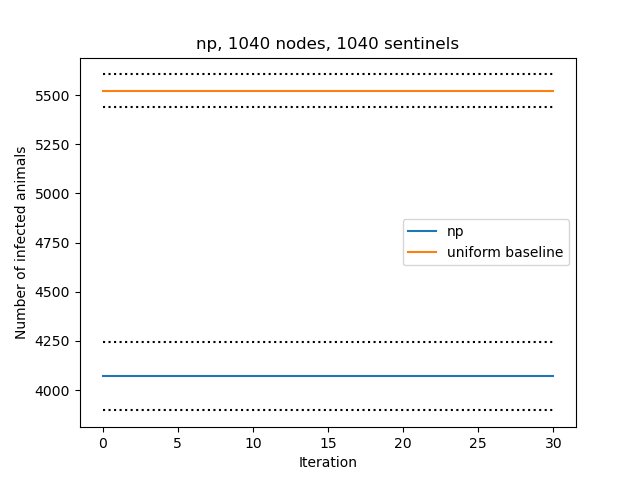 np, 1040 nodes, 1040 sentinels
5500
5250
5000
4750
4500
4250
4000
Number of infected animals
np
uniform baseline
0 5 10 15 20 25 30
Iteration